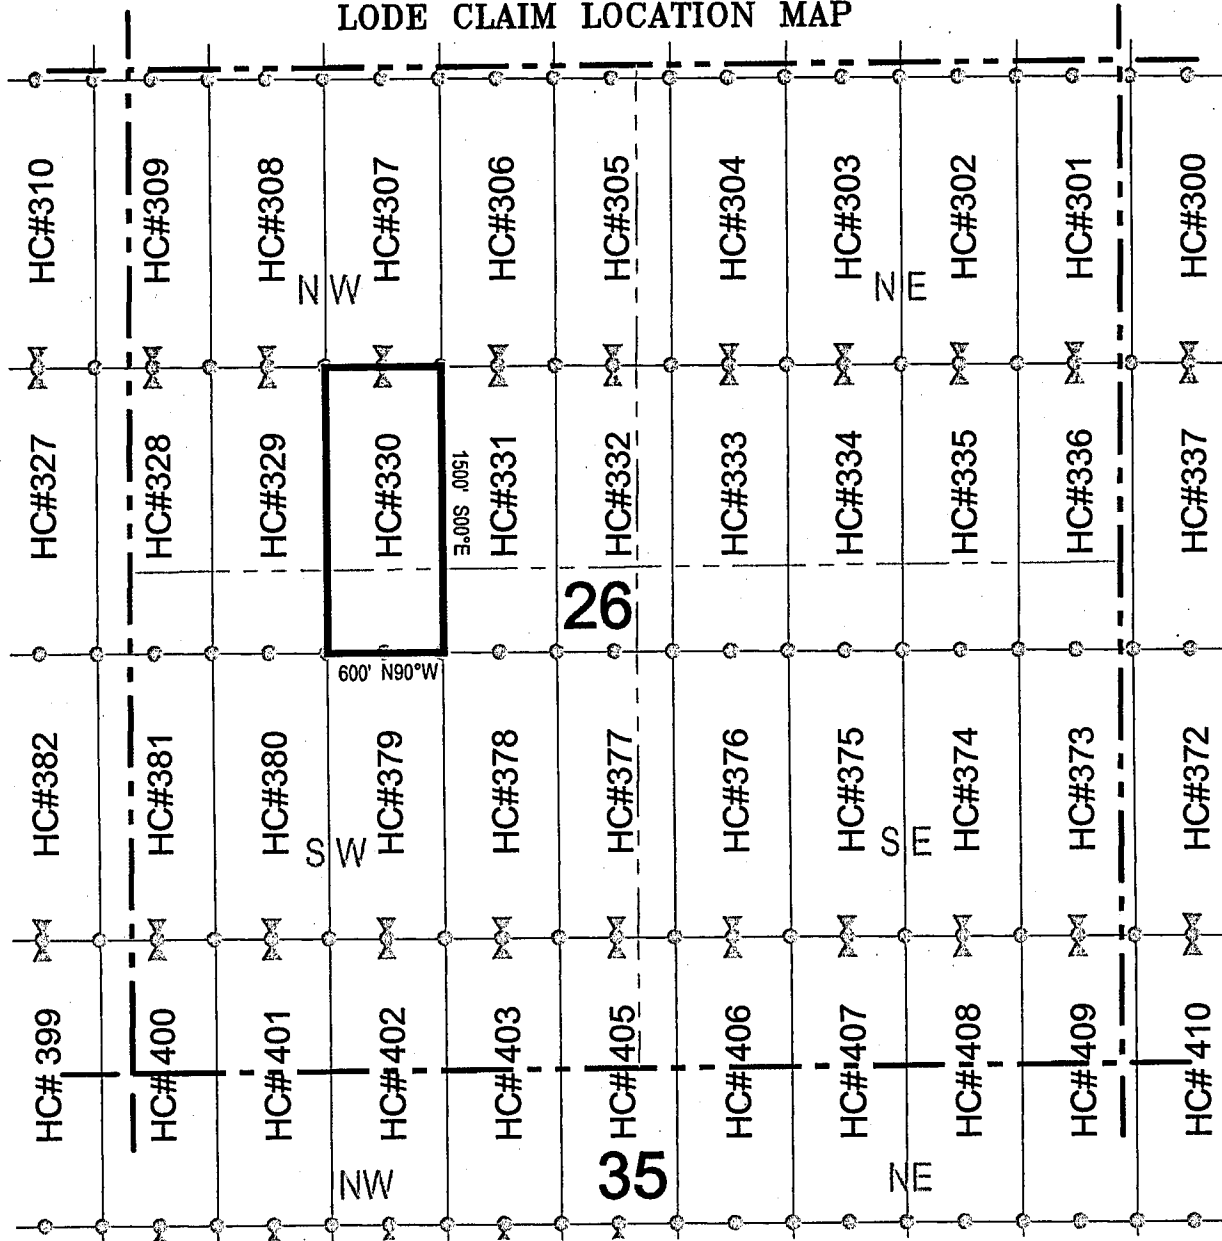 LODE CLAIM LOCATION MAP
HC#310
HC#309
HC#308
HC#307
HC#306
HC#305
HC#304
HC#303
HC#302
HC#301
HC#300
NW
NE
HC#327
HC#328
HC#329
HC#330
1500' S00°E
HC#331
HC#332
HC#333
HC#334
HC#335
HC#336
HC#337
26
600' N90°W
HC#382
HC#381
HC#380
HC#379
HC#378
HC#377
HC#376
HC#375
HC#374
HC#373
HC#372
SW
SE
HC# 399
HC# 400
HC# 401
HC# 402
HC# 403
HC# 405
HC# 406
HC# 407
HC# 408
HC# 409
HC# 410
NW
35
NE